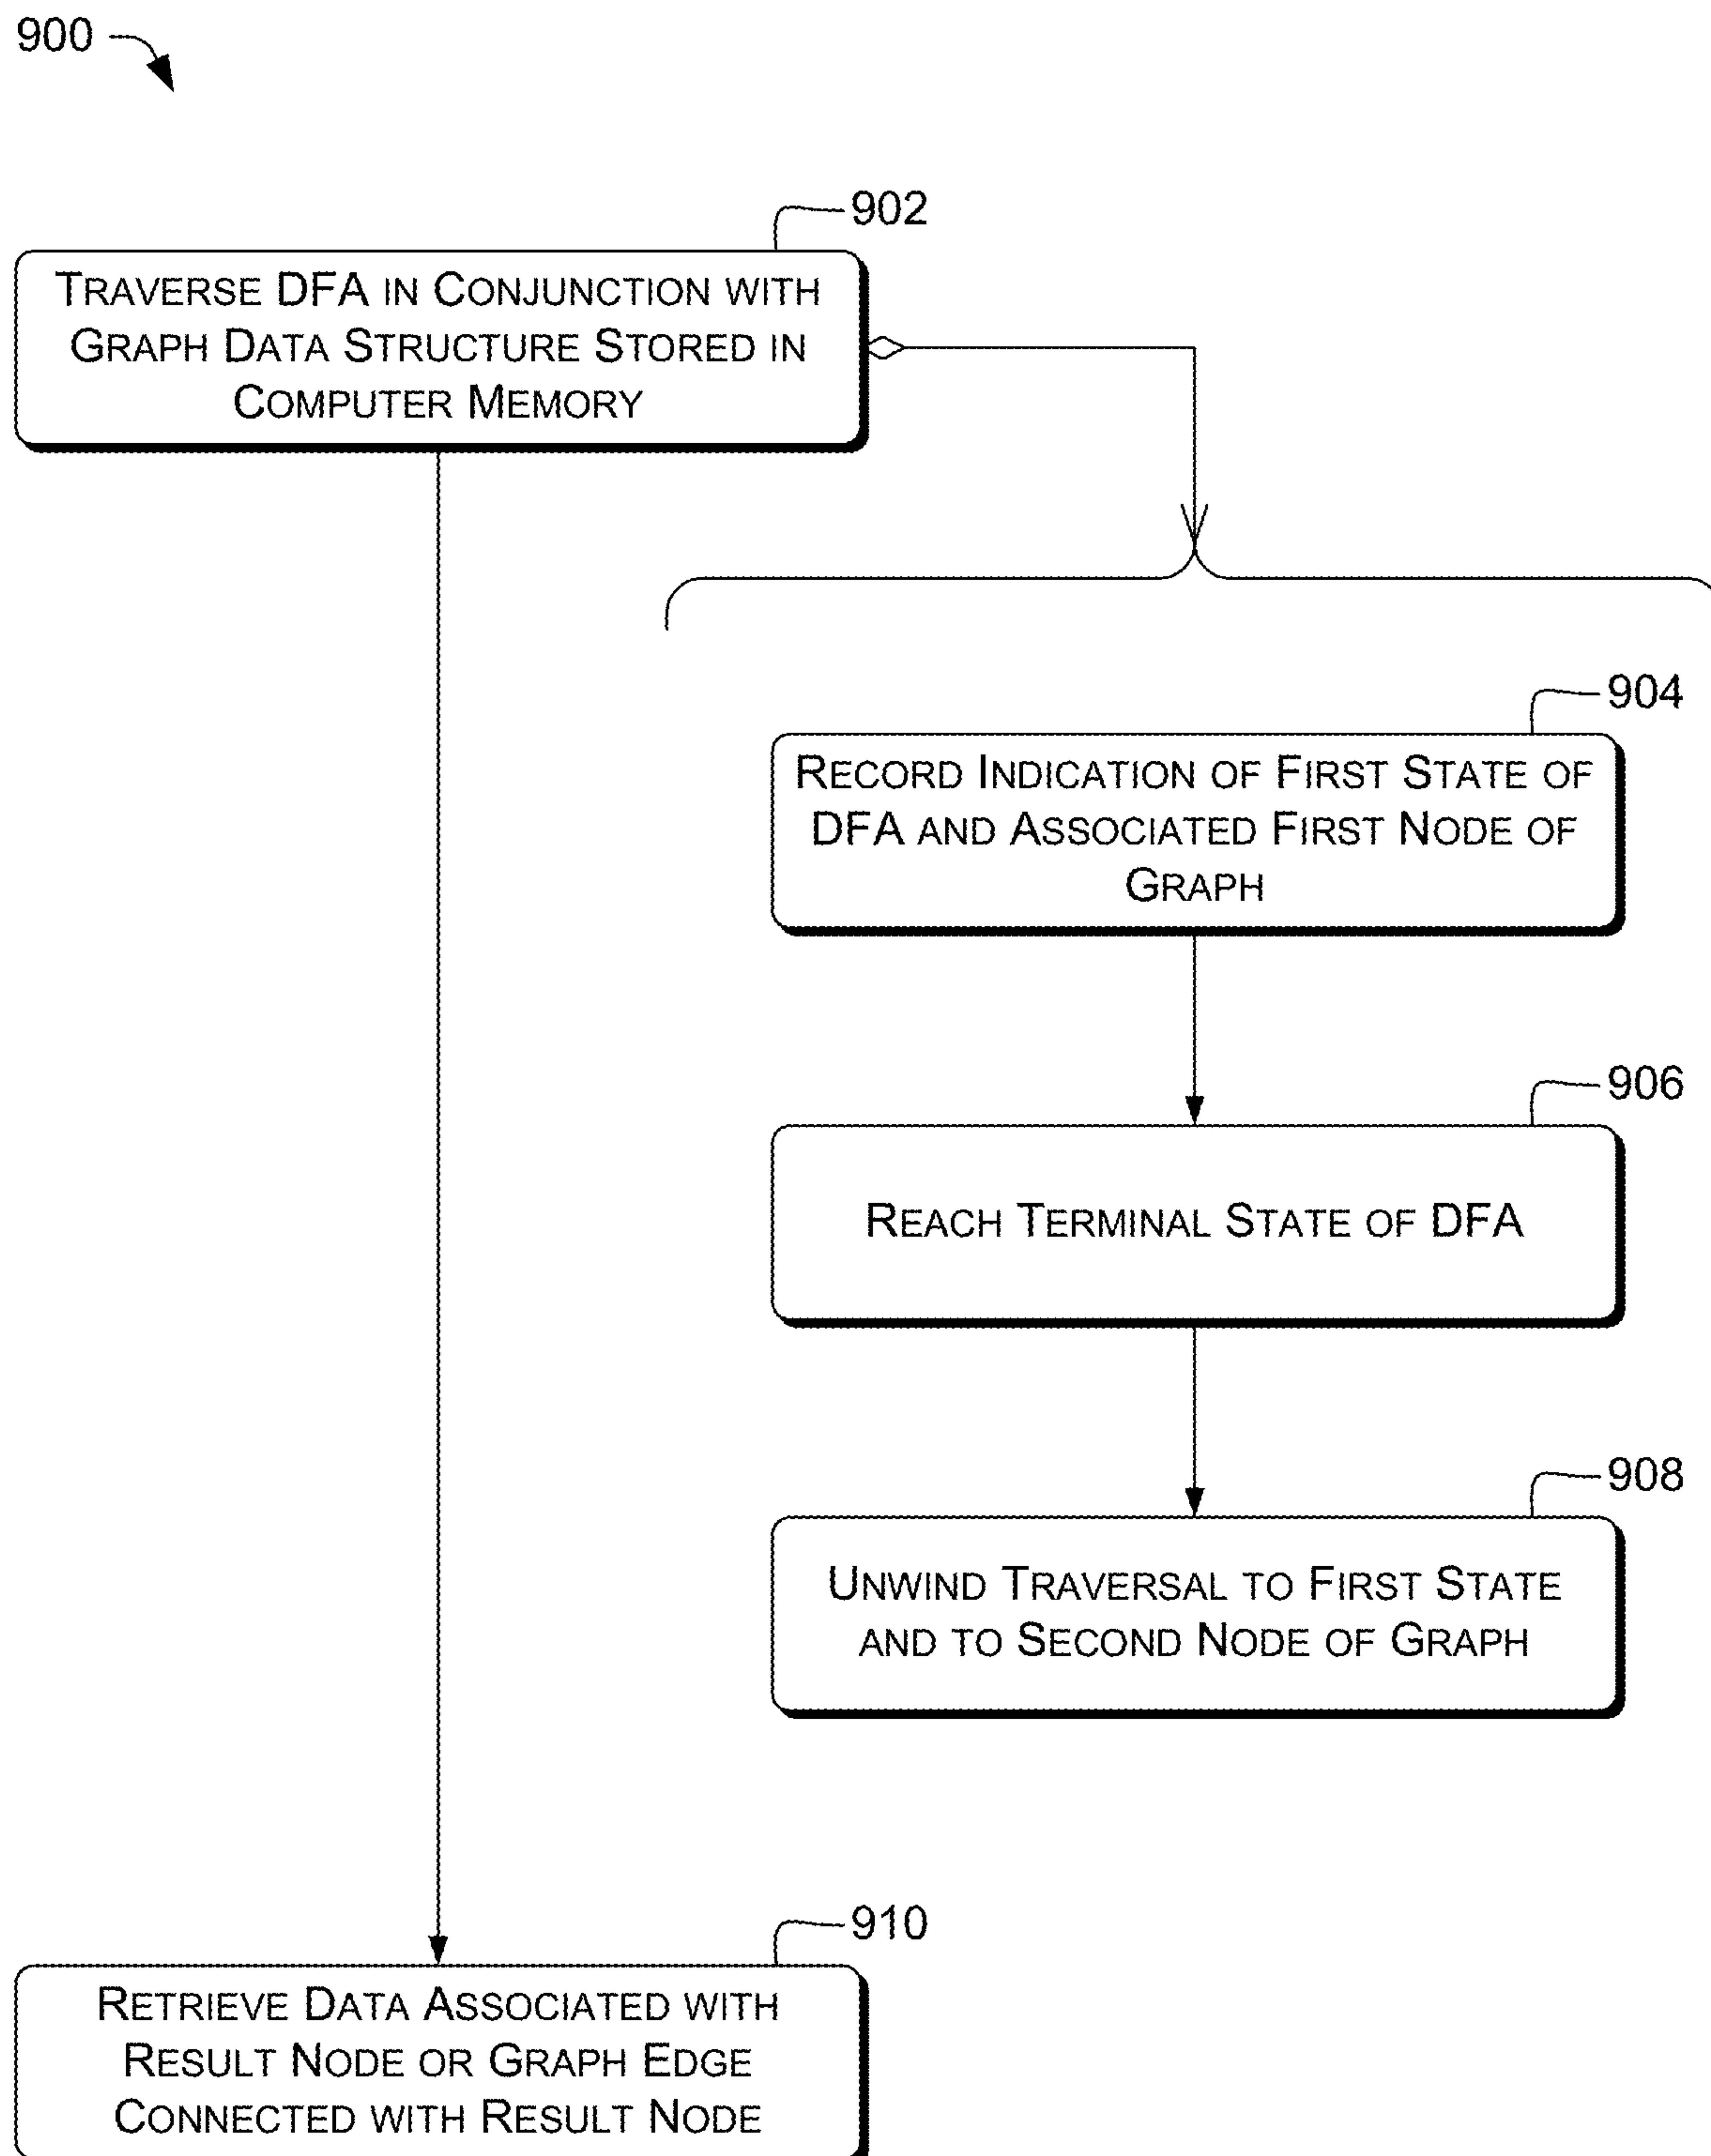 900
902
TRAVERSE DFA IN CONJUNCTION WITH
GRAPH DATA STRUCTURE STORED IN
COMPUTER MEMORY
904
RECORD INDICATION OF FIRST STATE OF
DFA AND ASSOCIATED FIRST NODE OF
GRAPH
906
REACH TERMINAL STATE OF DFA
908
UNWIND TRAVERSAL TO FIRST STATE
AND TO SECOND NODE OF GRAPH
910
RETRIEVE DATA ASSOCIATED WITH
RESULT NODE OR GRAPH EDGE
CONNECTED WITH RESULT NODE